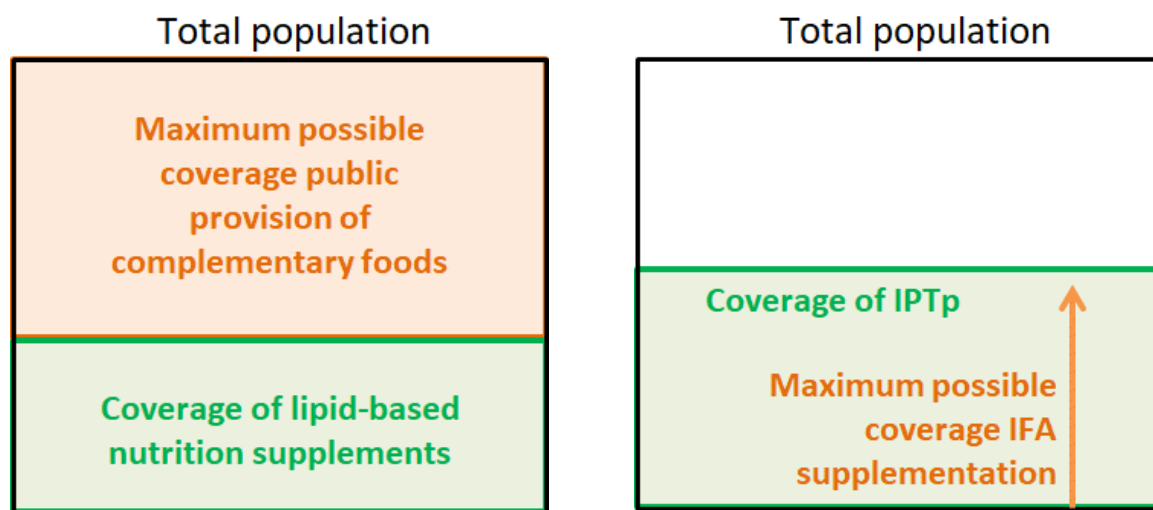 Total population
Maximum possible
coverage public
provision of
complementary foods
Coverage of lipid-based
nutrition supplements
Total population
Coverage of IPTp
Maximum possible
coverage IFA
supplementation